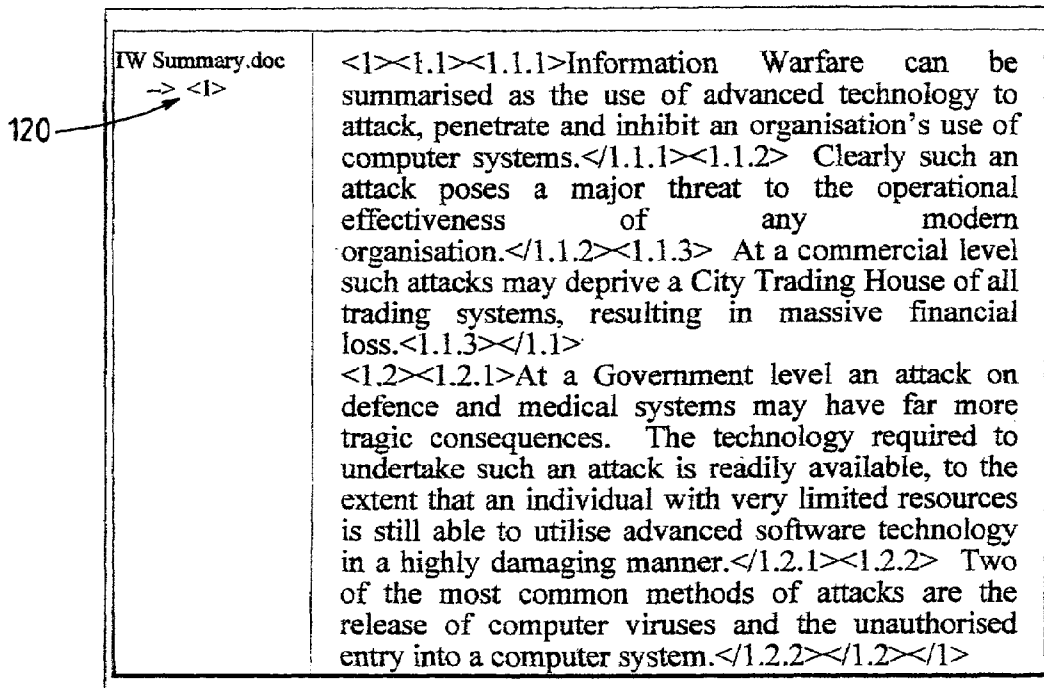 IW Summary.doc
--> <1>
120
<1><1.1><1.1.1>Information Warfare can be
summarised as the use of advanced technology to
attack, penetrate and inhibit an organisation's use of
computer systems.</1.1.1><1.1.2> Clearly such an
attack poses a major threat to the operational
effectiveness of any modern
organisation.</1.1.2><1.1.3> At a commercial level
such attacks may deprive a City Trading House of all
trading systems, resulting in massive financial
loss.<1.1.3></1.1>
<1.2><1.2.1>At a Government level an attack on
defence and medical systems may have far more
tragic consequences. The technology required to
undertake such an attack is readily available, to the
extent that an individual with very limited resources
is still able to utilise advanced software technology
in a highly damaging manner.</1.2.1><1.2.2> Two
of the most common methods of attacks are the
release of computer viruses and the unauthorised
entry into a computer system.</1.2.2></1.2></1>